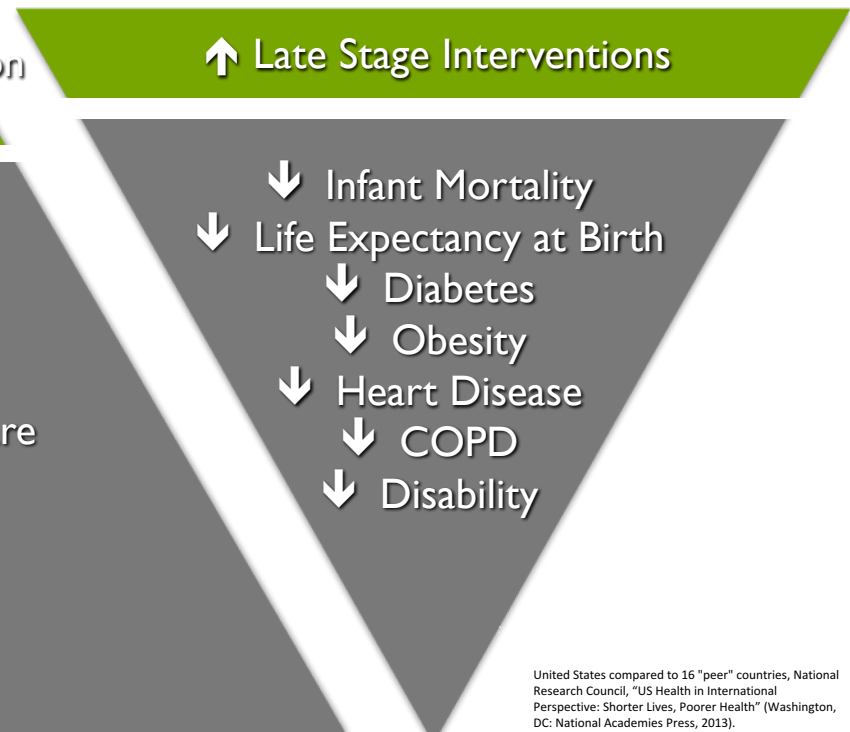 on
↑ Late Stage Interventions
↓ Infant Mortality
↓ Life Expectancy at Birth
↓ Diabetes
↓ Obesity
↓ Heart Disease
re
↓ COPD
↓ Disability
United States compared to 16 "peer" countries, National
Research Council, “US Health in International
Perspective: Shorter Lives, Poorer Health” (Washington,
DC: National Academies Press, 2013).